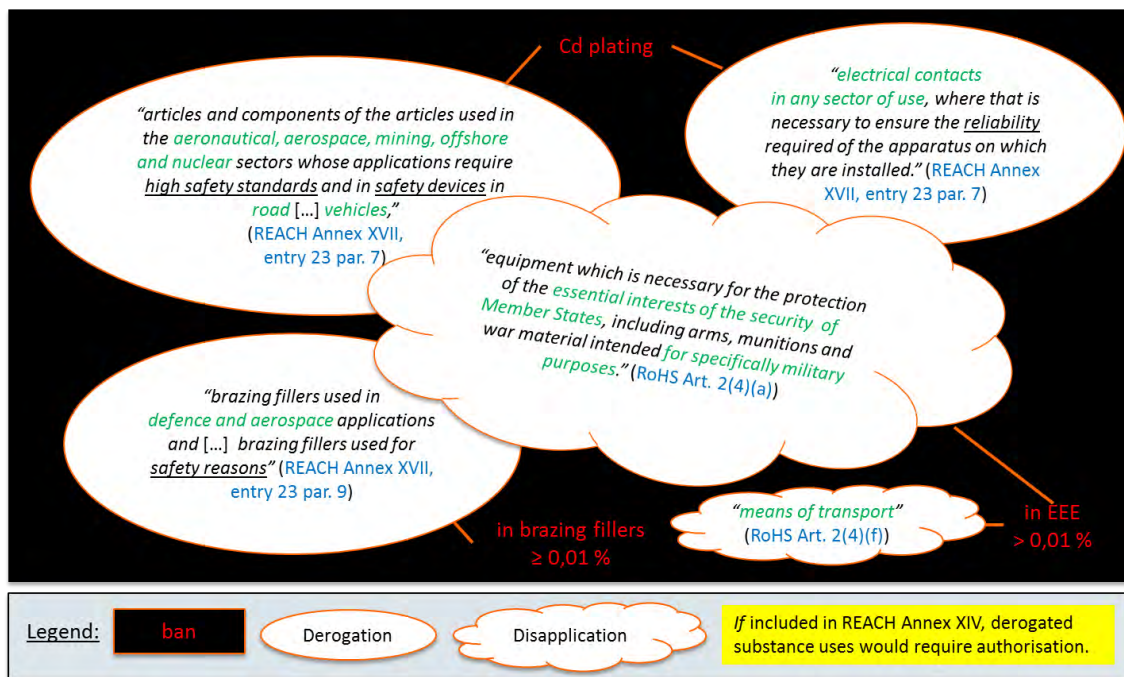 Cd plating
“articles and components of the articles used in
the aeronautical, aerospace, mining, offshore
and nuclear sectors whose applications require
high safety standards and in safety devices in
road […] vehicles,”
(REACH Annex XVII,
entry 23 par. 7)
“electrical contacts
in any sector of use, where that is
necessary to ensure the reliability
required of the apparatus on which
they are installed.” (REACH Annex
XVII, entry 23 par. 7)
“equipment which is necessary for the protection
of the essential interests of the security of
Member States, including arms, munitions and
war material intended for specifically military
purposes.” (RoHS Art. 2(4)(a))
“brazing fillers used in
defence and aerospace applications
and […] brazing fillers used for
safety reasons” (REACH Annex XVII,
entry 23 par. 9)
in brazing fillers
≥ 0,01 %
“means of transport”
(RoHS Art. 2(4)(f))
in EEE
> 0,01 %
Legend:
ban
Derogation
Disapplication
If included in REACH Annex XIV, derogated
substance uses would require authorisation.